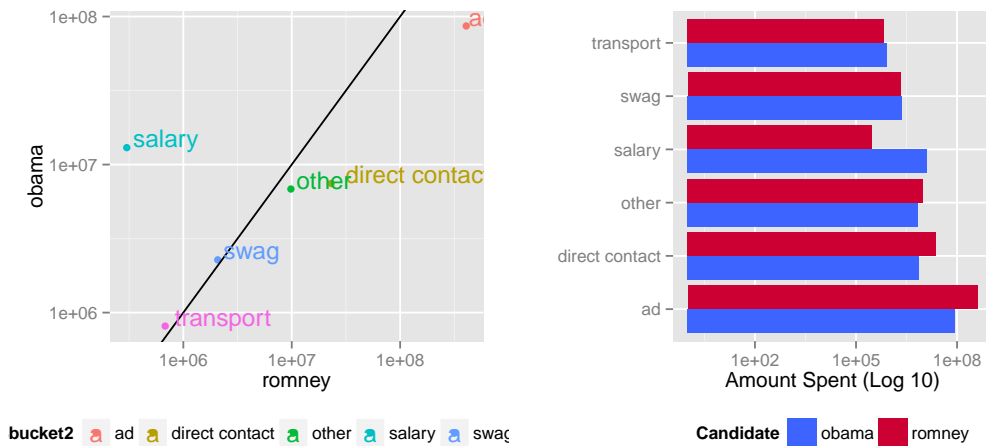 1e+08
1e+07
1e+06
obama
ad
salary
other
direct contac
swag
transport
1e+06 1e+07 1e+08
romney
bucket2 a ad a direct contact a other a salary a swag
transport
swag
salary
other
direct contact
ad
1e+02 1e+05 1e+08
Amount Spent (Log 10)
Candidate obama romney